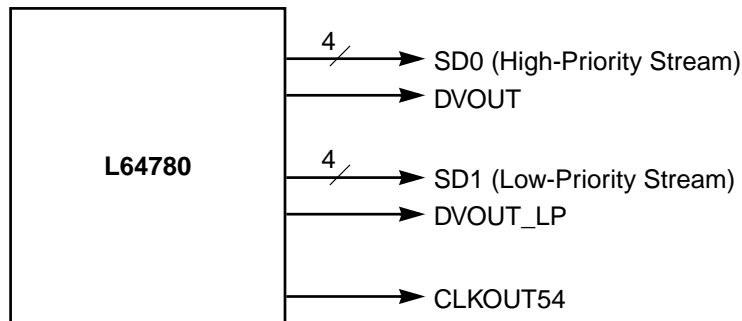 4
SD0 (High-Priority Stream)
DVOUT
L64780
4
SD1 (Low-Priority Stream)
DVOUT_LP
CLKOUT54